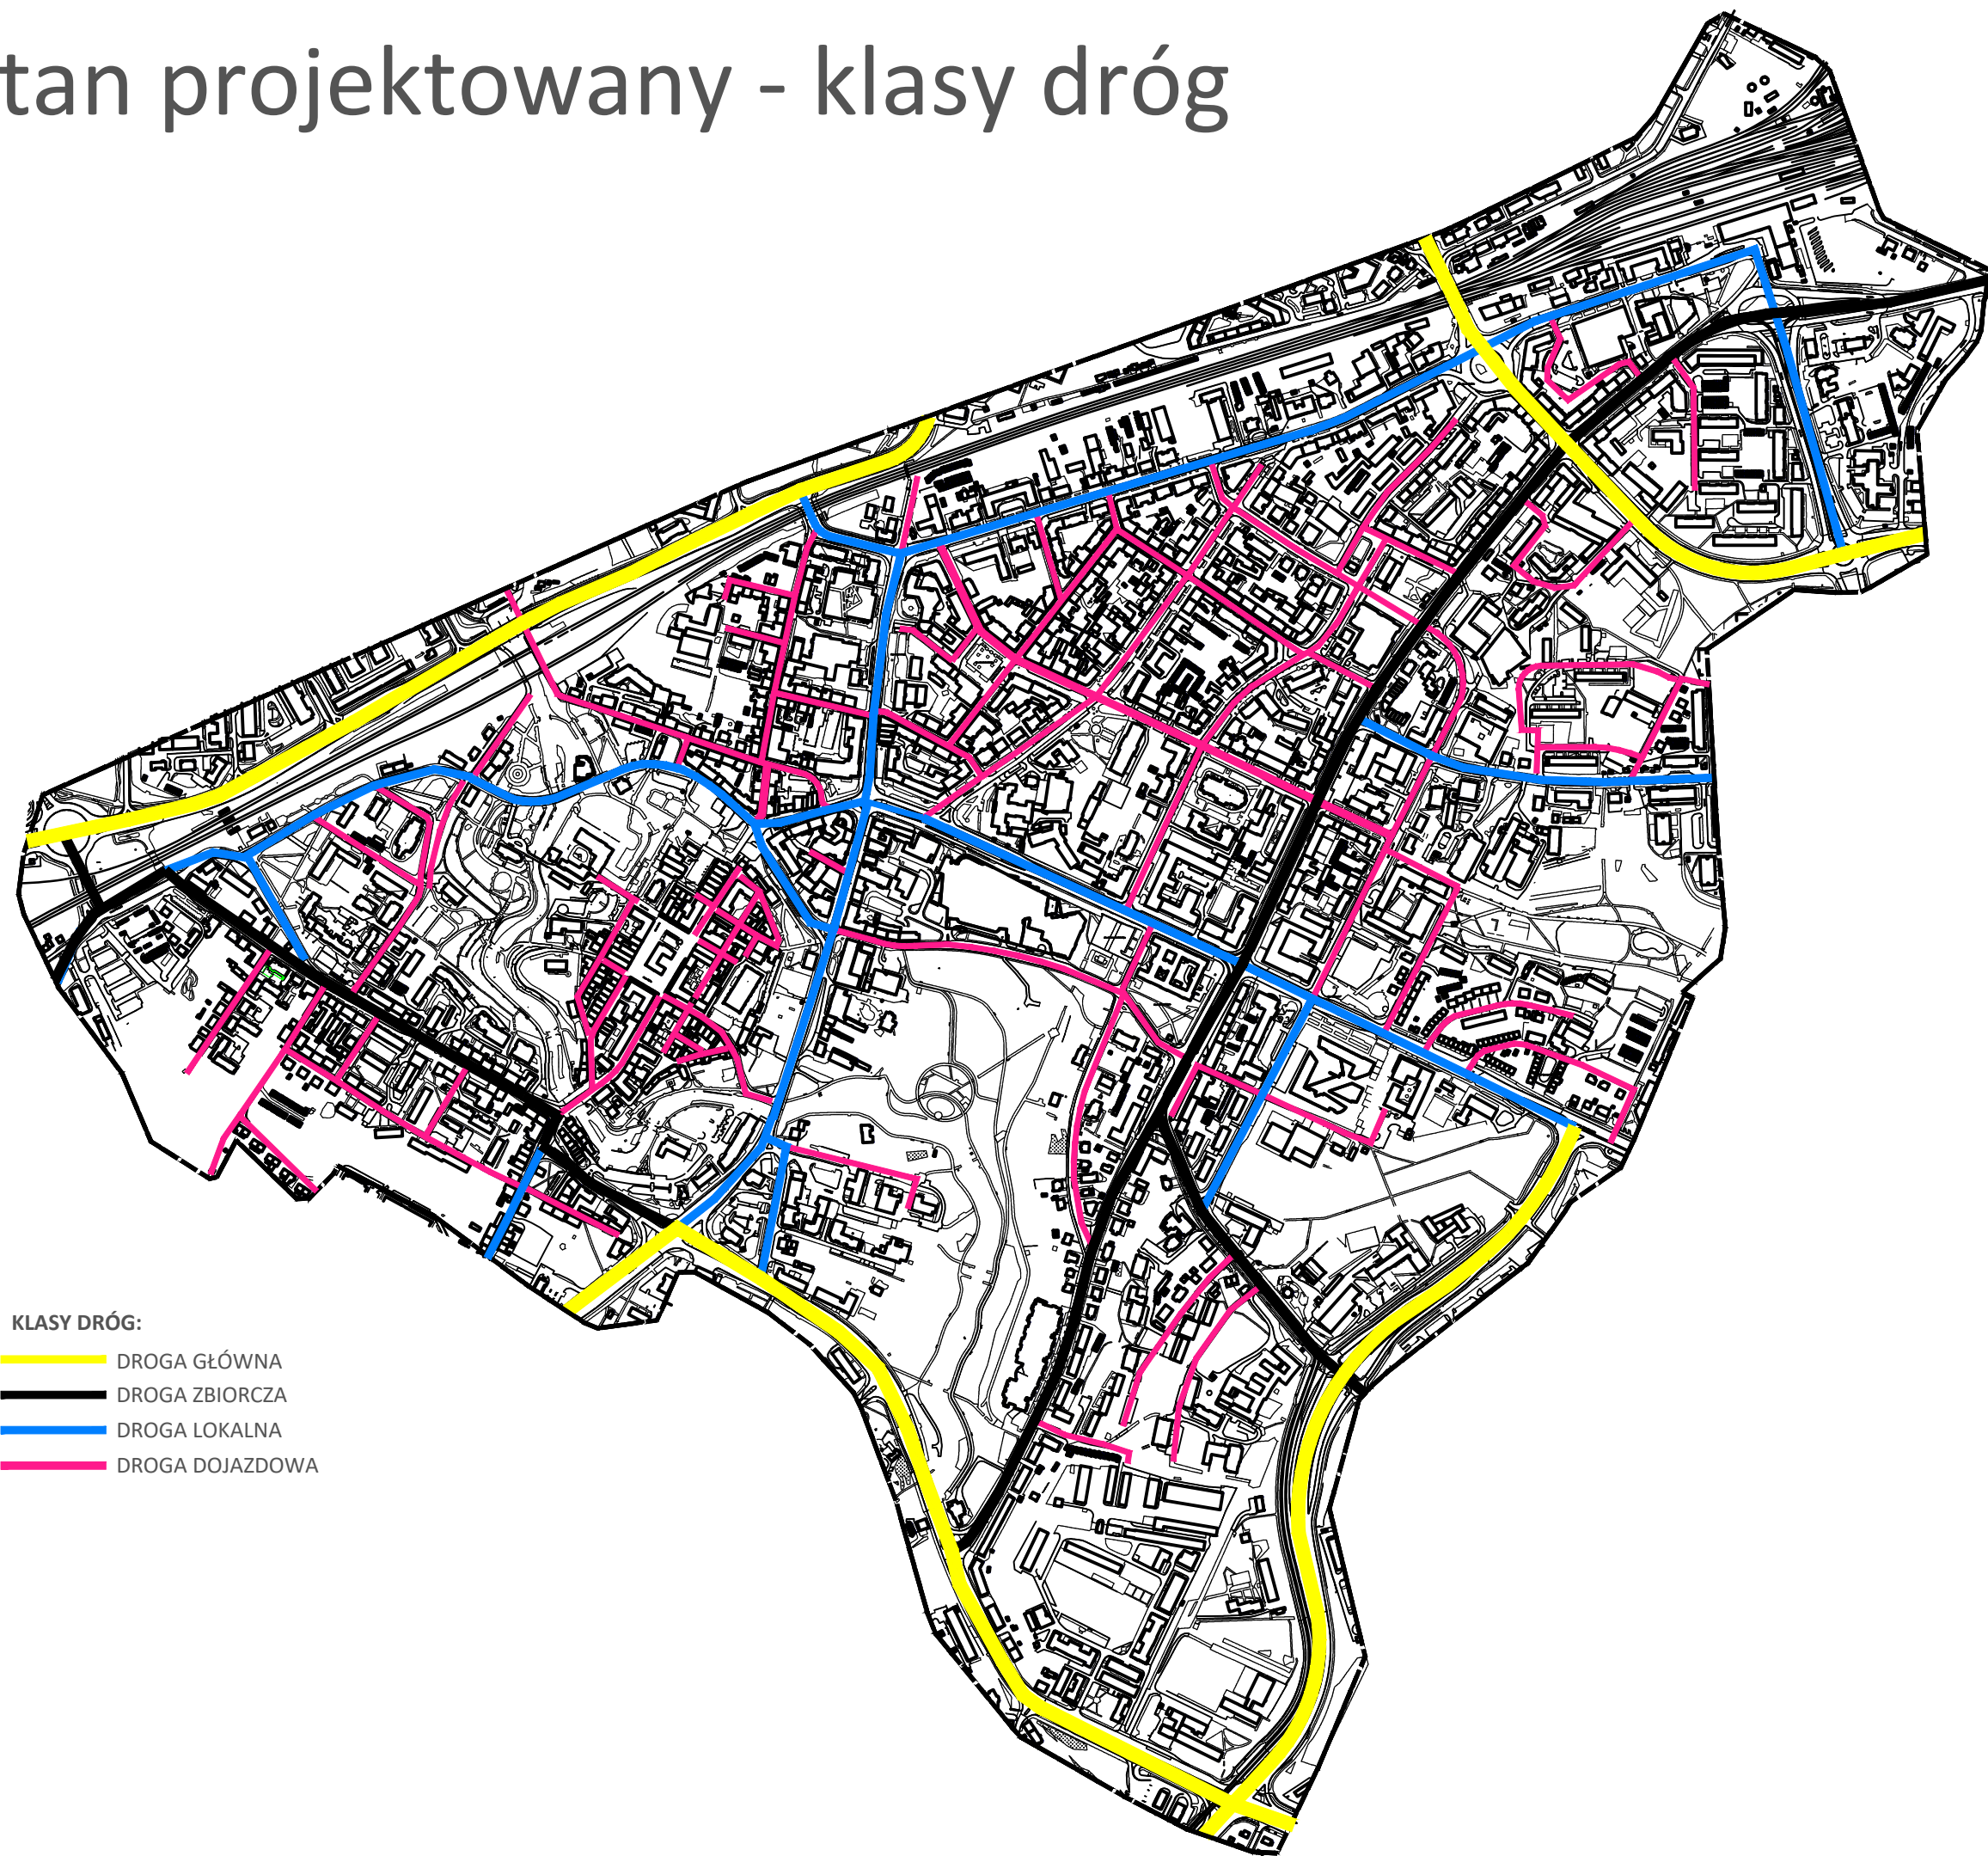 tan projektowany - klasy dróg
KLASY DRÓG:
DROGA GŁÓWNA
DROGA ZBIORCZA
DROGA LOKALNA
DROGA DOJAZDOWA